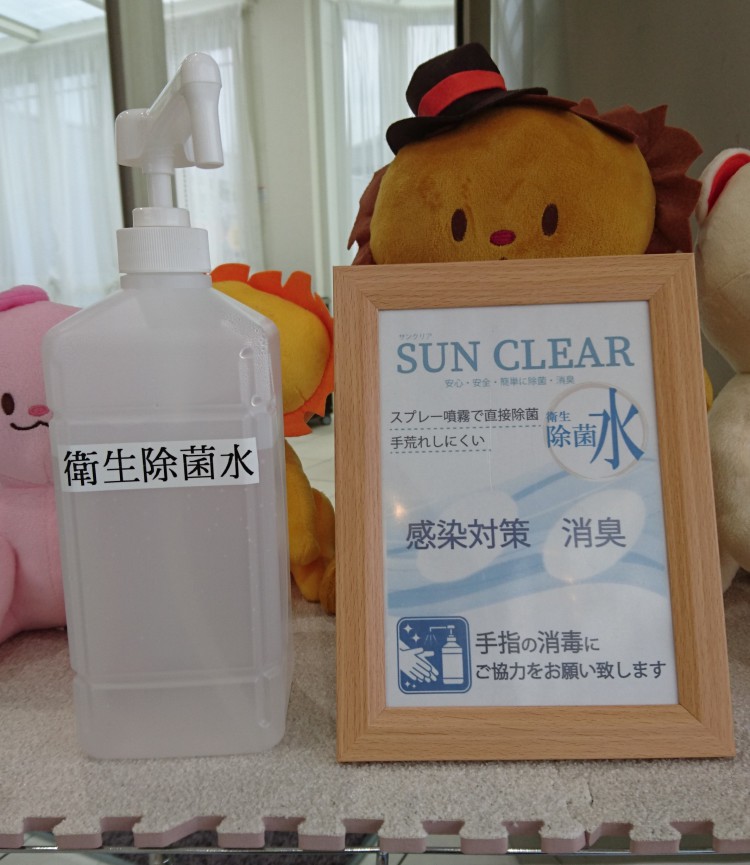 衛生除菌水
サンクリア
SUN CLEAR
安心・安全・簡単に除菌・消臭
スプレー噴霧で直接除菌
手荒れしにくい
衛生
除菌水
感染対策 消臭
手指の消毒に
ご協力をお願い致します